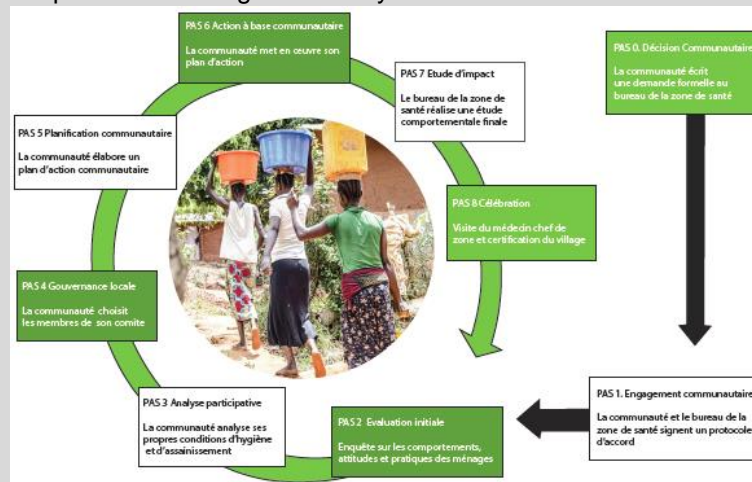 PAS 6 Action à base communautaire
La communauté met en œuvre son
plan d'action
PAS 7 Etude d'impact
Le bureau de la zone de
santé réalise une étude
comportementale finale
PAS 0. Décision Communautaire
La communauté écrit
une demande formelle au
bureau de la zone de santé
PAS 5 Planification communautaire
La communauté élabore un
plan d'action communautaire
PAS 8 Célébration
Visite du médecin chef de
zone et certification du village
PAS 4 Gouvernance locale
La communauté choisit
les membres de son comite
PAS 3 Analyse participative
La communauté analyse ses
propres conditions d'hygiène
et d'assainissement
PAS 2 Evaluation initiale
Enquête sur les comportements,
attitudes et pratiques des ménages
PAS 1. Engagement communautaire
La communauté et le bureau de la
zone de santé signent un protocole
d'accord